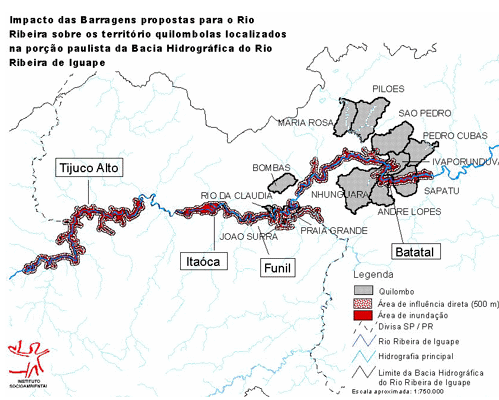 Impacto das Barragens propostas para o Rio
Ribeira sobre os território quilombolas localizados
na porção paulista da Bacia Hidrográfica do Rio
Ribeira de Iguape
PILOES
MARIA ROSA
SAO PEDRO
PEDRO CUBAS
IVAPORUNDUVA
BOMBAS
Tijuco Alto
RIO DA CLAUDIA
NHUNGUARA
SAPATU
ANDRE LOPES
JOAO SURRA
PRAIA GRANDE
Itaóca
Funil
Batatal
Legenda
Quilombo
Área de influência direta (500 m)
Área de inundação
Divisa SP / PR
Rio Ribeira de Iguape
Hidrografia principal
Limite da Bacia Hidrográfica
do Rio Ribeira de Iguape
Escala aproximada: 1:750.000
INSTITUTO
SOCIOAMBIENTAL